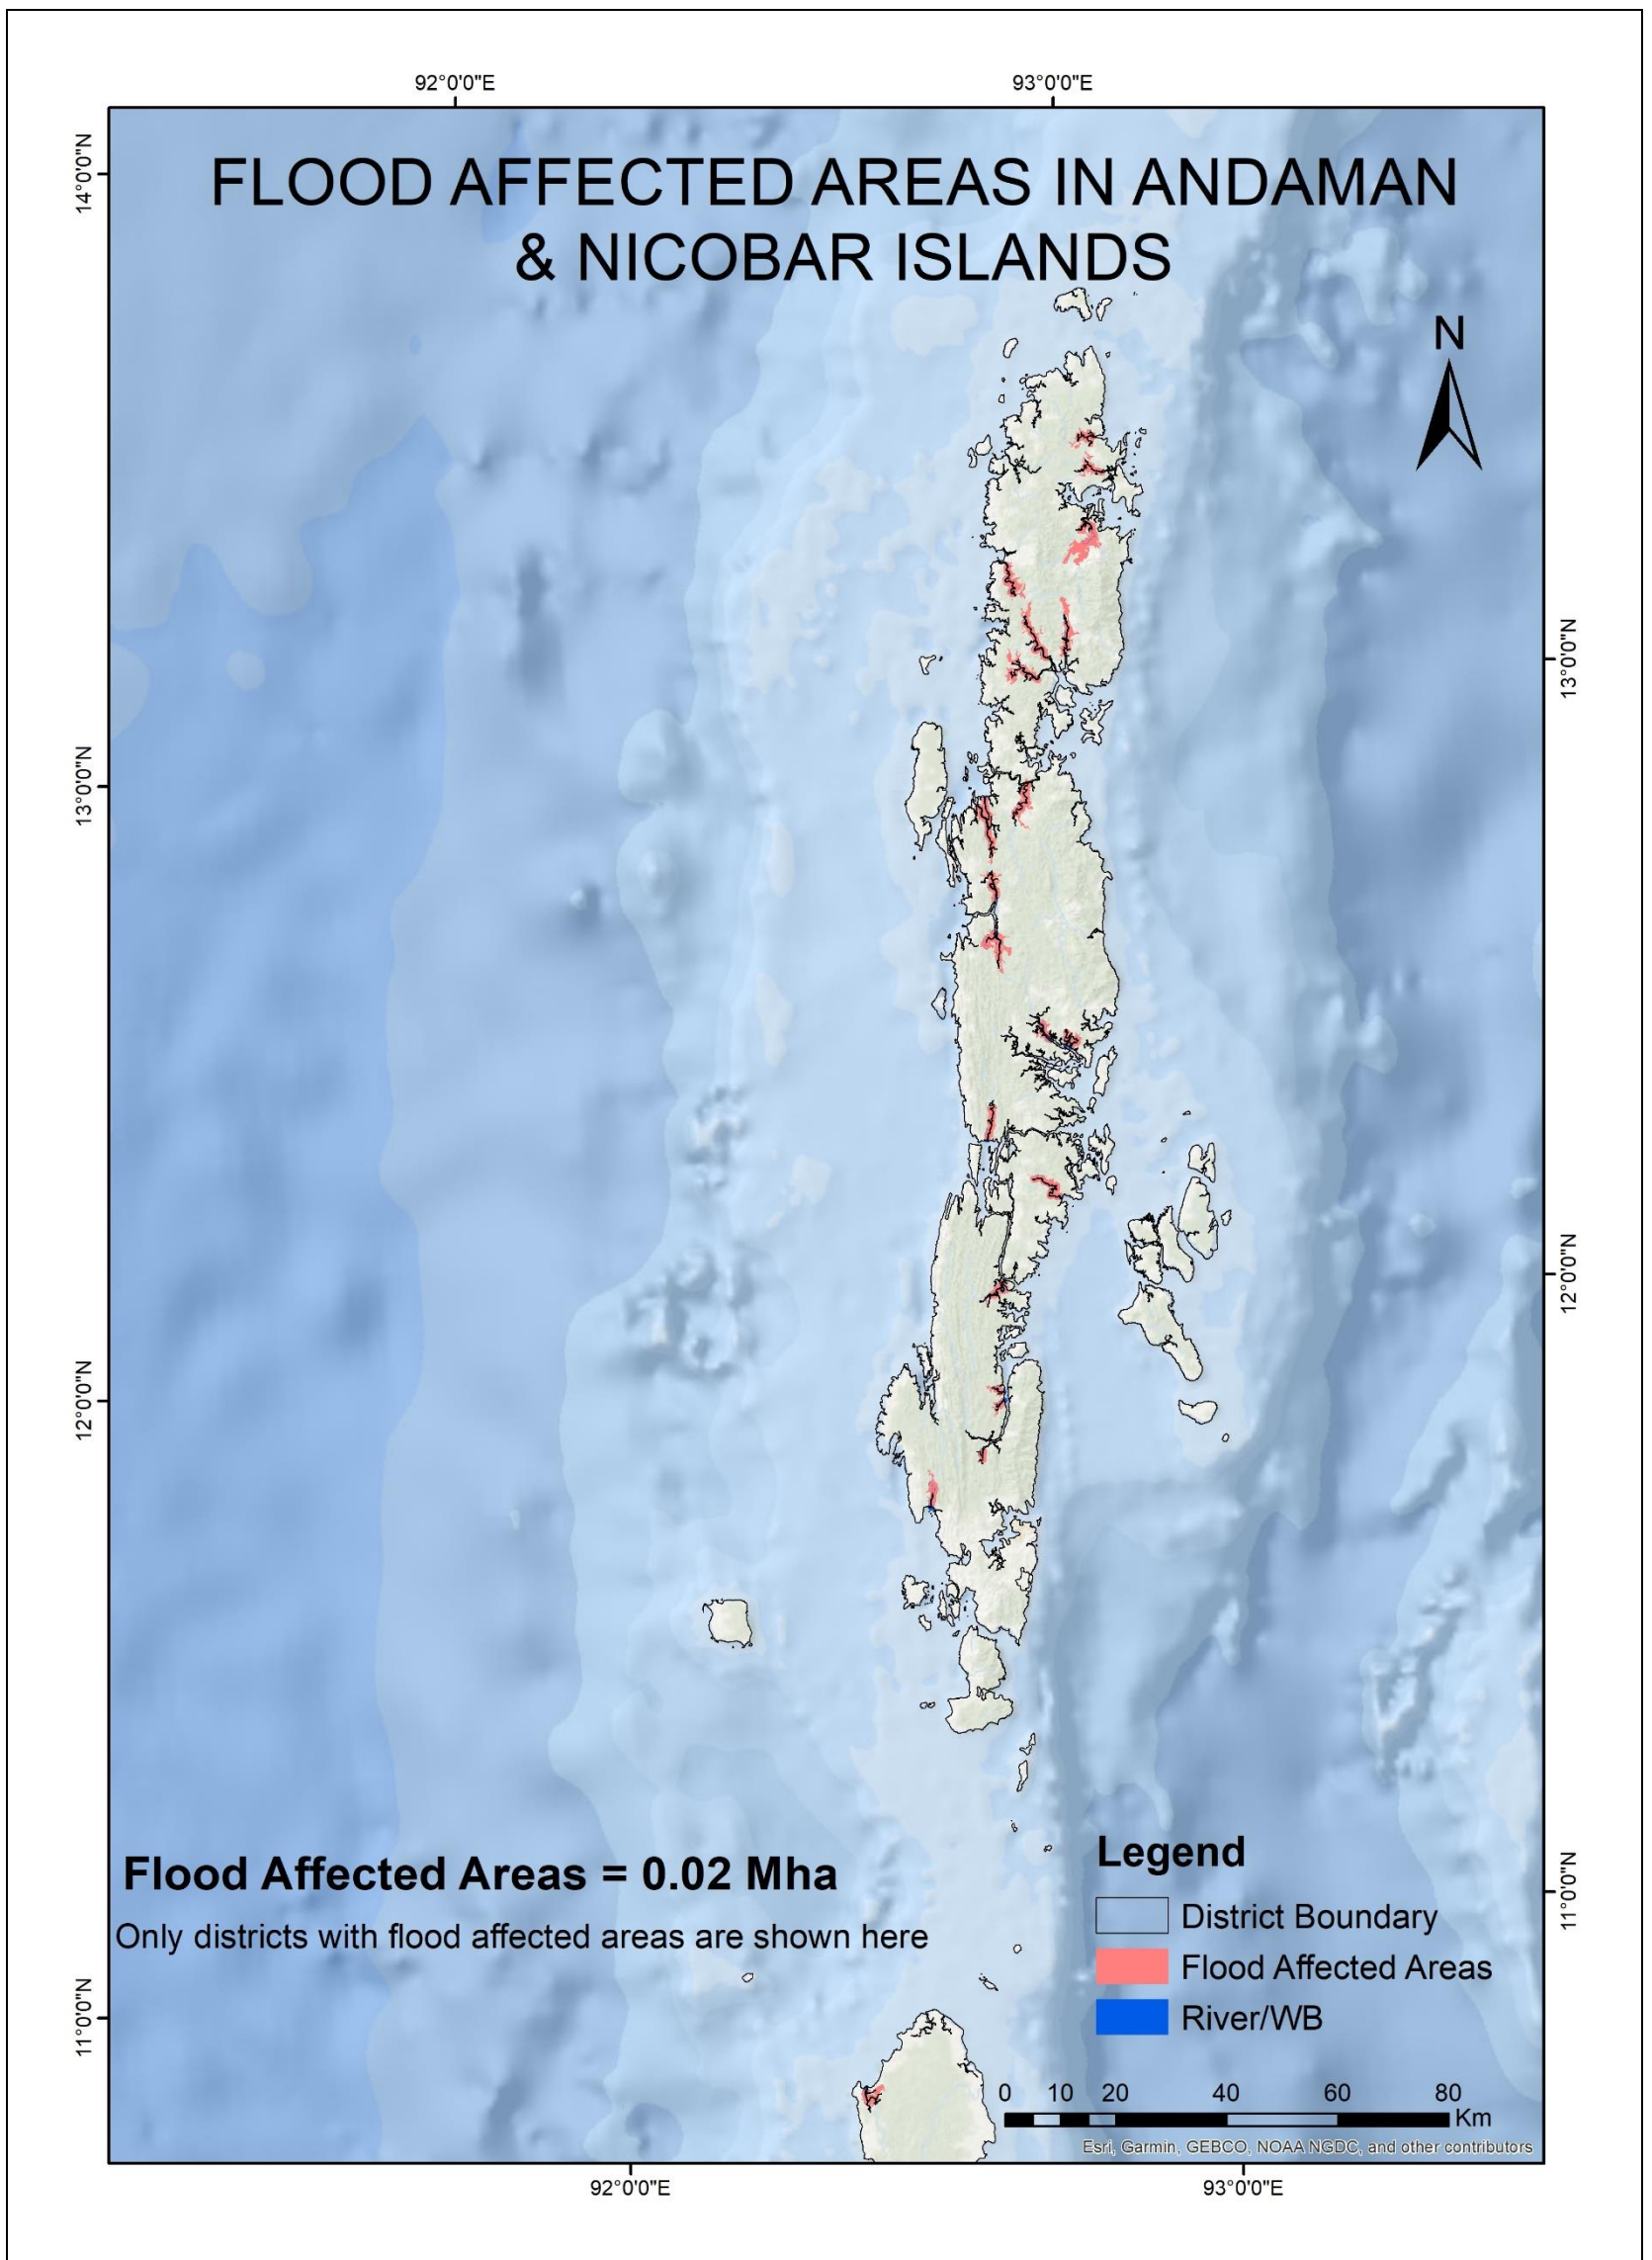 92°0'0"E
93°0'0"E
14°0'0"N
FLOOD AFFECTED AREAS IN ANDAMAN
& NICOBAR ISLANDS
N
13°0'0"N
13°0'0"N
12°0'0"N
12°0'0"N
Flood Affected Areas = 0.02 Mha
Only districts with flood affected areas are shown here
11°0'0"N
11°0'0"N
Legend
District Boundary
Flood Affected Areas
River/WB
0 10 20 40 60 80
Km
Esri, Garmin, GEBCO, NOAA NGDC, and other contributors
92°0'0"E
93°0'0"E